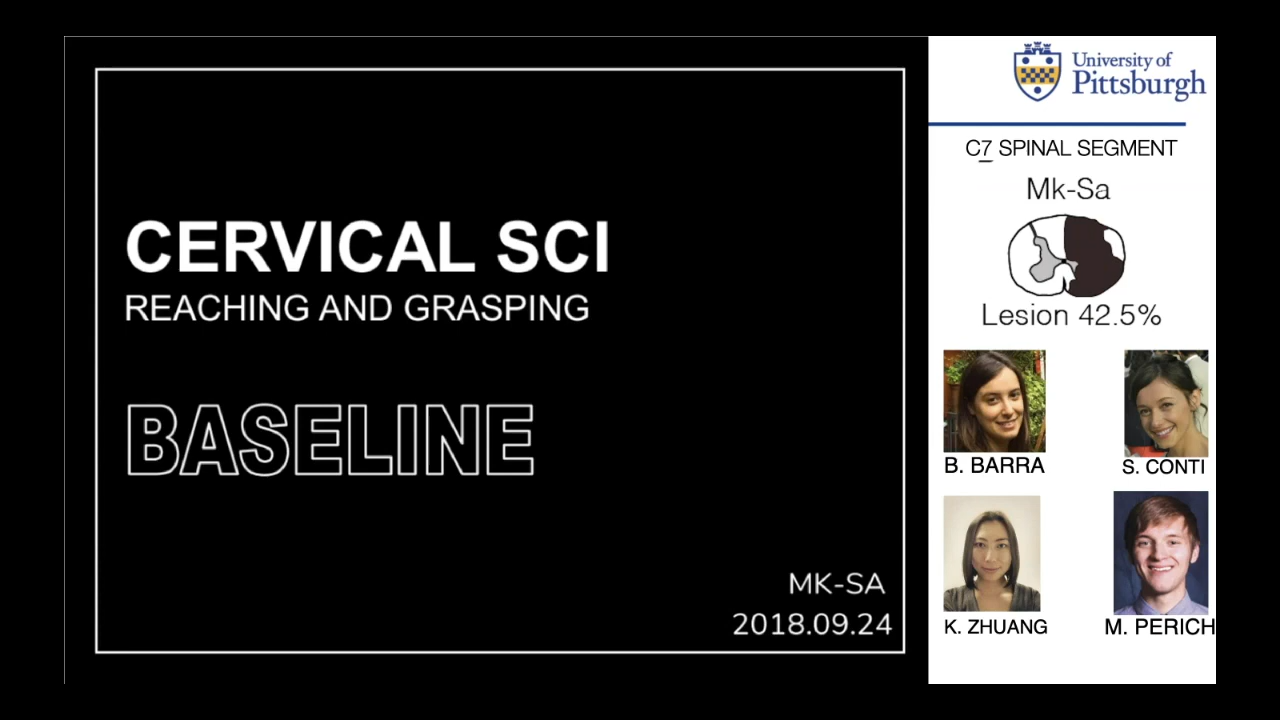 CERVICAL SCI
REACHING AND GRASPING
BASELINE
MK-SA
2018.09.24
University of
Pittsburgh
C7 SPINAL SEGMENT
Mk-Sa
Lesion 42.5%
B. BARRA
S. CONTI
K. ZHUANG
M. PERICH